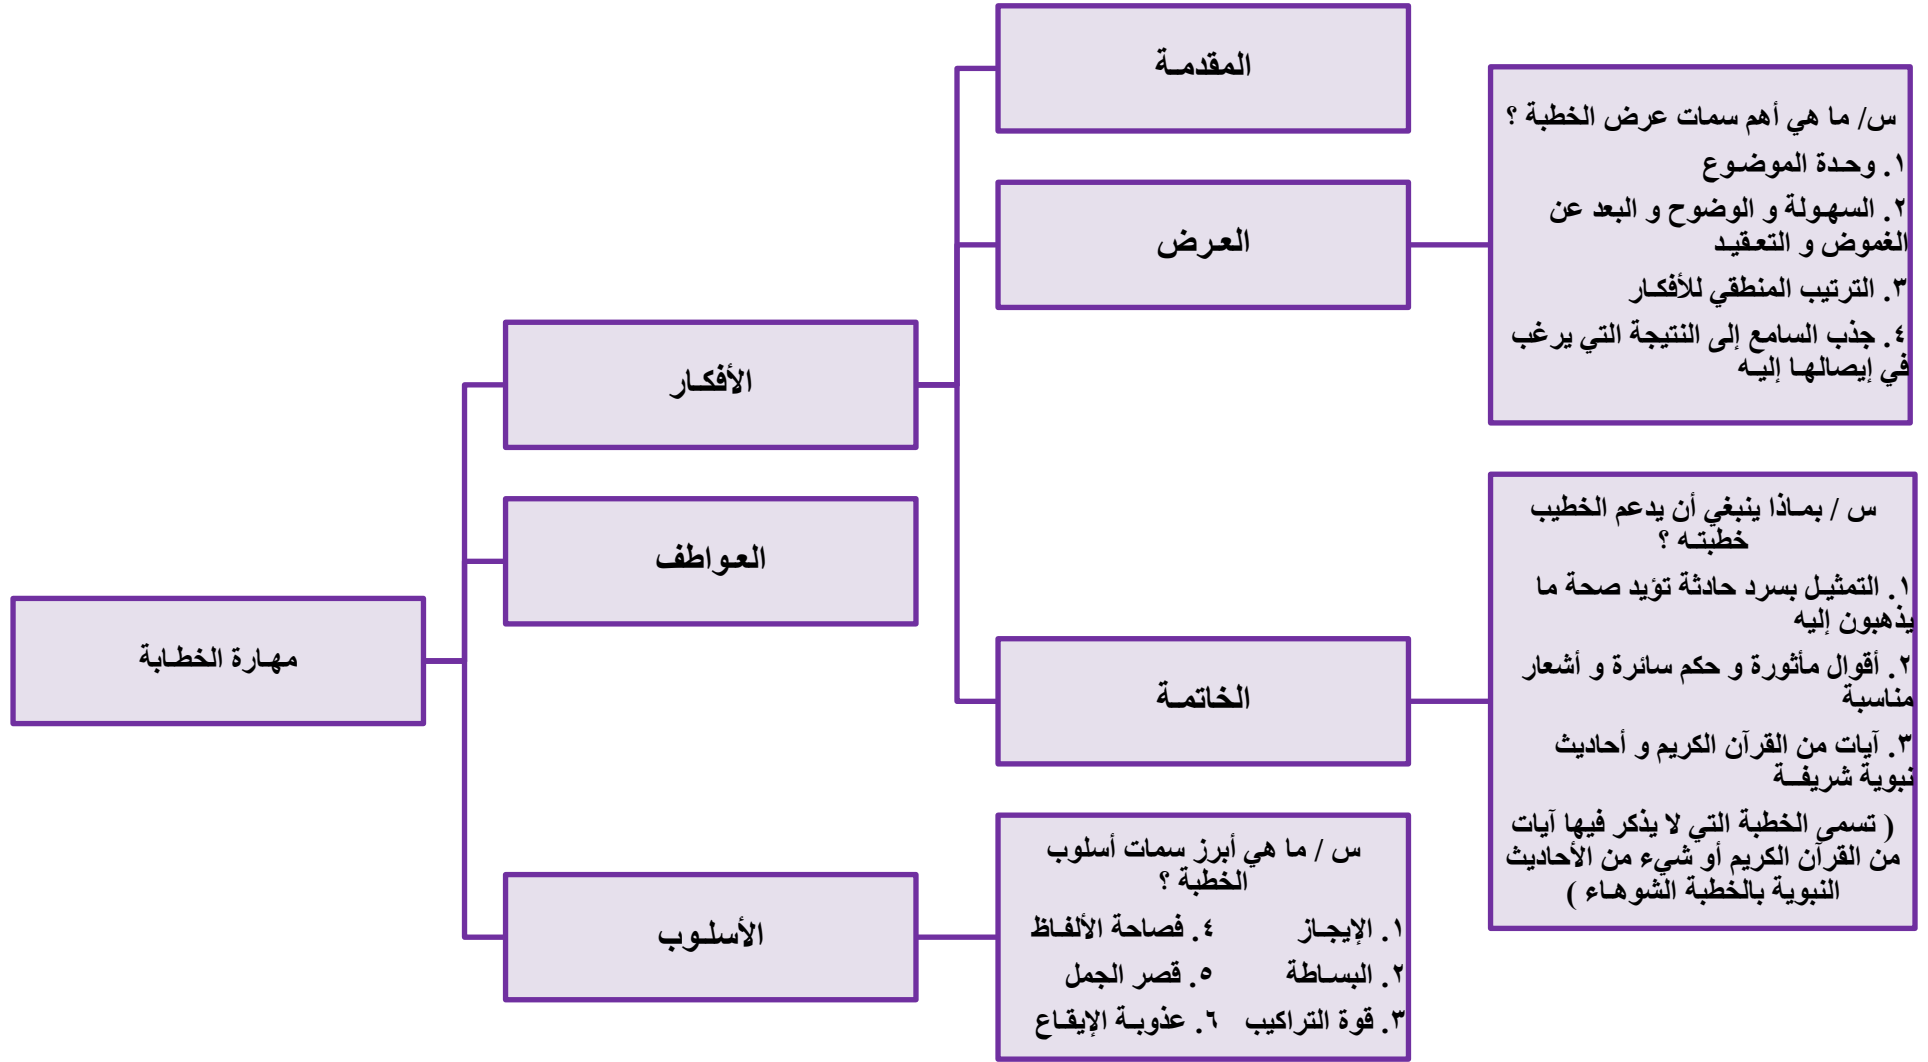 مهارة الخطابة
الأفكار
العواطف
الأسلوب
المقدمة
العرض
الخاتمة
س / ما هي أبرز سمات أسلوب
الخطبة ؟
١. الإيجاز ٤. فصاحة الألفاظ
٢. البساطة ٥. قصر الجمل
٣. قوة التراكيب ٦. عذوبة الإيقاع
س/ ما هي أهم سمات عرض الخطبة ؟
١. وحدة الموضوع
٢. السهولة و الوضوح و البعد عن
الغموض و التعقيد
٣. الترتيب المنطقي للأفكار
٤. جذب السامع إلى النتيجة التي يرغب
في إيصالها إليه
س / بماذا ينبغي أن يدعم الخطيب
خطبته ؟
١. التمثيل بسرد حادثة تؤيد صحة ما
يذهبون إليه
٢. أقوال مأثورة و حكم سائرة و أشعار
مناسبة
٣. آيات من القرآن الكريم و أحاديث
نبوية شريفة
( تسمى الخطبة التي لا يذكر فيها آيات
من القرآن الكريم أو شيء من الأحاديث
النبوية بالخطبة الشوهاء )